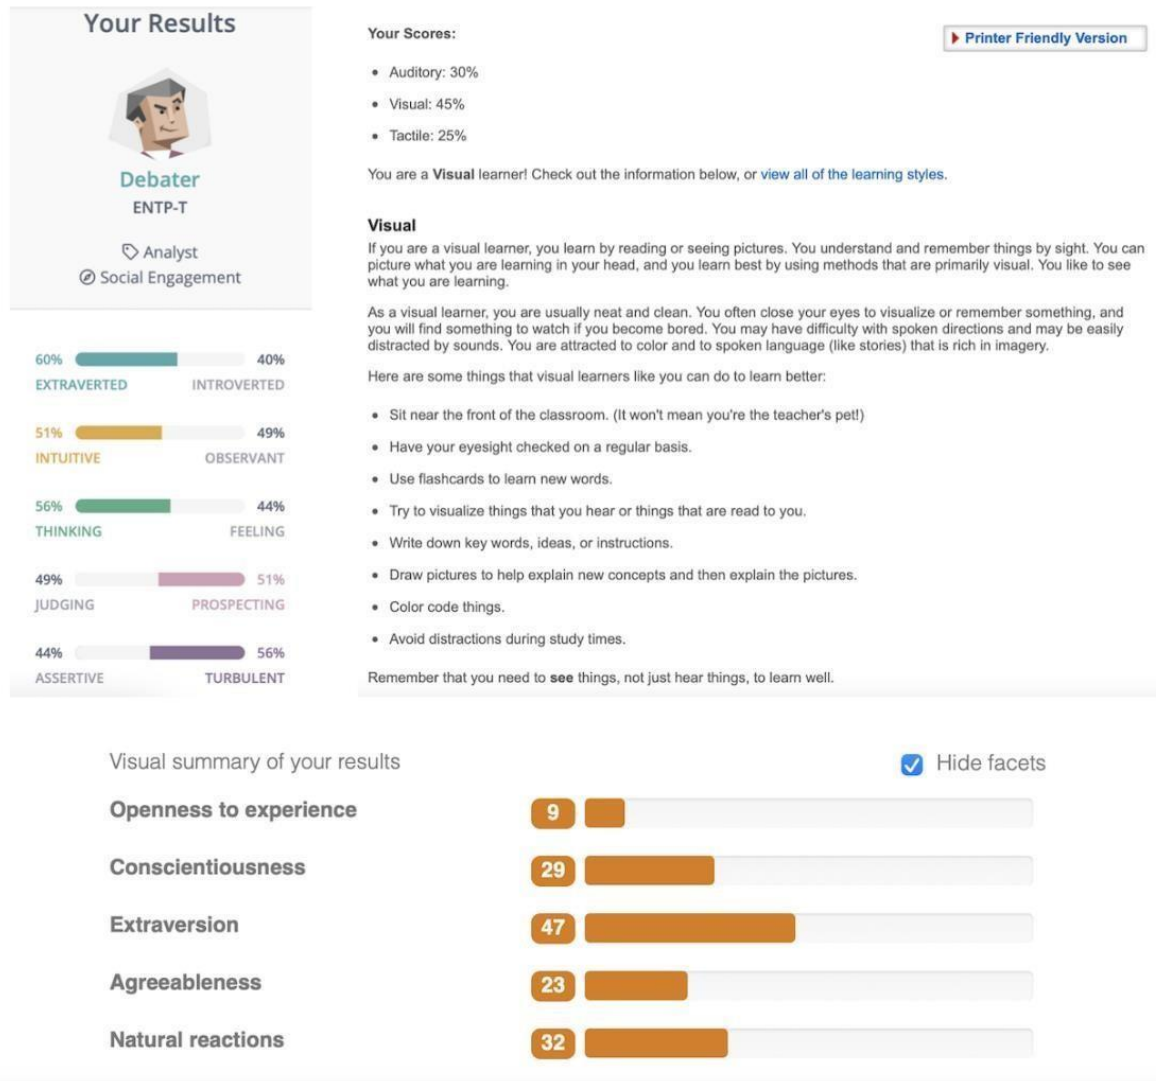 Your Results
Debater
ENTP-T
Analyst
Social Engagement
60% 40%
EXTRAVERTED INTROVERTED
51% 49%
INTUITIVE OBSERVANT
56% 44%
THINKING FEELING
49% 51%
JUDGING PROSPECTING
44% 56%
ASSERTIVE TURBULENT
Your Scores:
Printer Friendly Version
• Auditory: 30%
• Visual: 45%
• Tactile: 25%
You are a Visual learner! Check out the information below, or view all of the learning styles.
Visual
If you are a visual learner, you learn by reading or seeing pictures. You understand and remember things by sight. You can
picture what you are learning in your head, and you learn best by using methods that are primarily visual. You like to see
what you are learning.
As a visual learner, you are usually neat and clean. You often close your eyes to visualize or remember something, and
you will find something to watch if you become bored. You may have difficulty with spoken directions and may be easily
distracted by sounds. You are attracted to color and to spoken language (like stories) that is rich in imagery.
Here are some things that visual learners like you can do to learn better:
• Sit near the front of the classroom. (It won't mean you're the teacher's pet!)
• Have your eyesight checked on a regular basis.
• Use flashcards to learn new words.
• Try to visualize things that you hear or things that are read to you.
• Write down key words, ideas, or instructions.
• Draw pictures to help explain new concepts and then explain the pictures.
• Color code things.
• Avoid distractions during study times.
Remember that you need to see things, not just hear things, to learn well.
Visual summary of your results Hide facets
Openness to experience 9
Conscientiousness 29
Extraversion 47
Agreeableness 23
Natural reactions 32